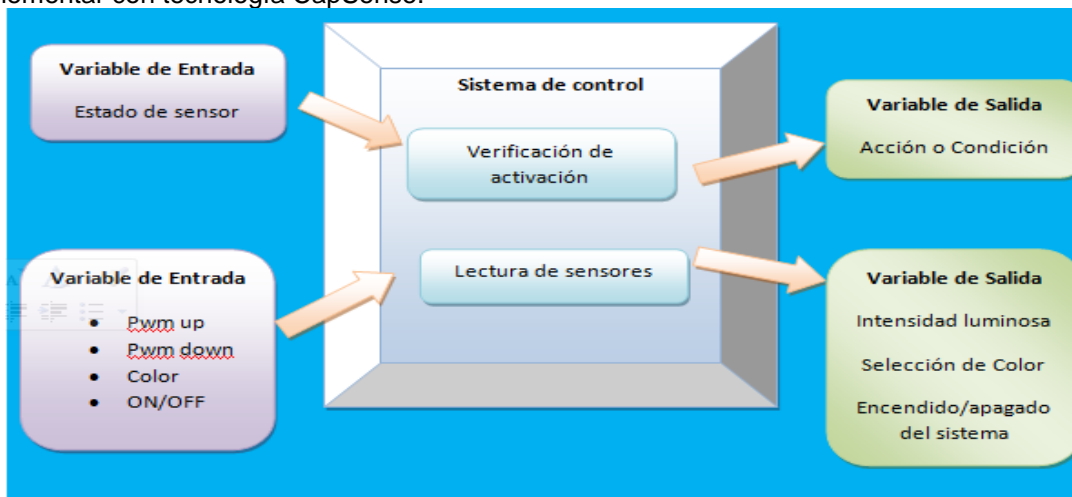 Variable de Entrada
Estado de sensor
Sistema de control
Verificación de
activación
Lectura de sensores
Variable de Salida
Acción o Condición
Variable de Entrada
• Pwm up
• Pwm down
• Color
• ON/OFF
Variable de Salida
Intensidad luminosa
Selección de Color
Encendido/apagado
del sistema